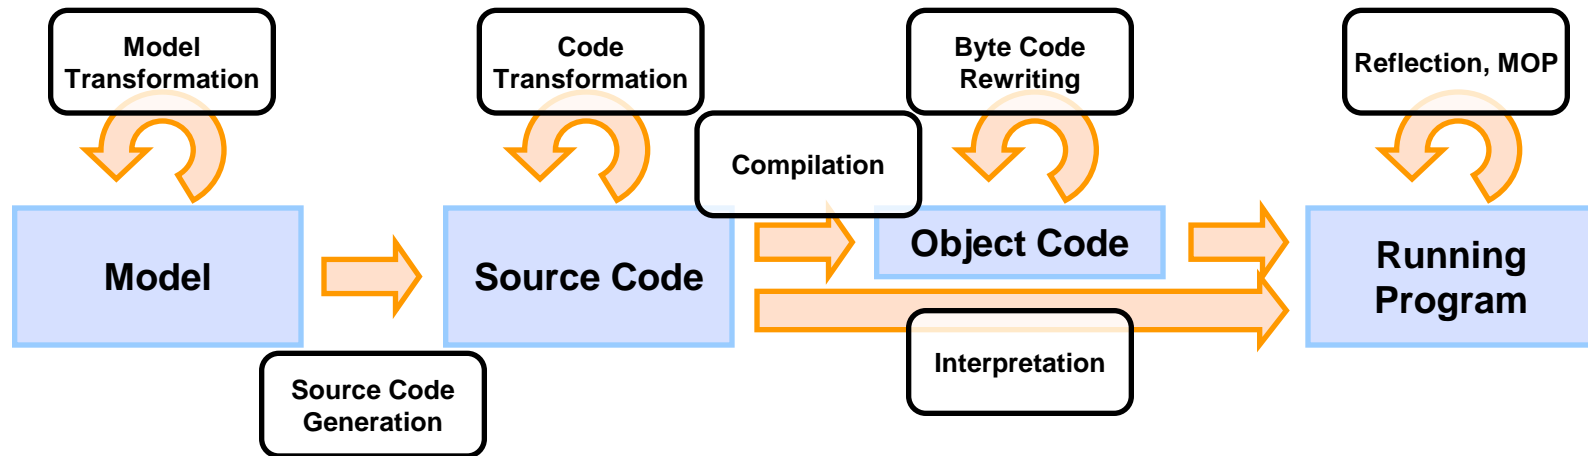 Model
Transformation
Code
Transformation
Byte Code
Rewriting
Reflection, MOP
Compilation
Model
Source Code
Object Code
Running
Program
Interpretation
Source Code
Generation